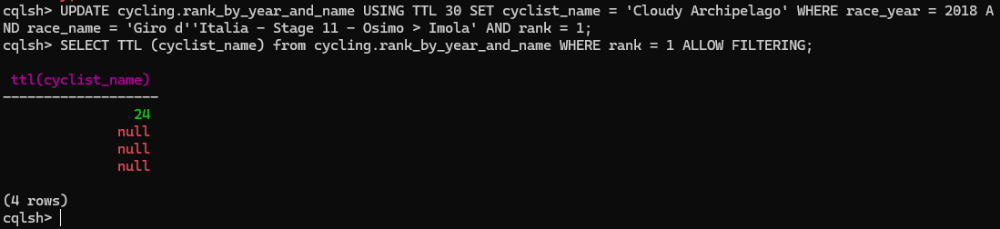 cqlsh> UPDATE cycling.rank_by_year_and_name USING TTL 30 SET cyclist_name = 'Cloudy Archipelago' WHERE race_year = 2018 A
ND race_name = 'Giro d''Italia - Stage 11 - Osimo > Imola' AND rank = 1;
cqlsh> SELECT TTL (cyclist_name) from cycling.rank_by_year_and_name WHERE rank = 1 ALLOW FILTERING;
ttl(cyclist_name)
-------------------
24
null
null
null
(4 rows)
cqlsh>